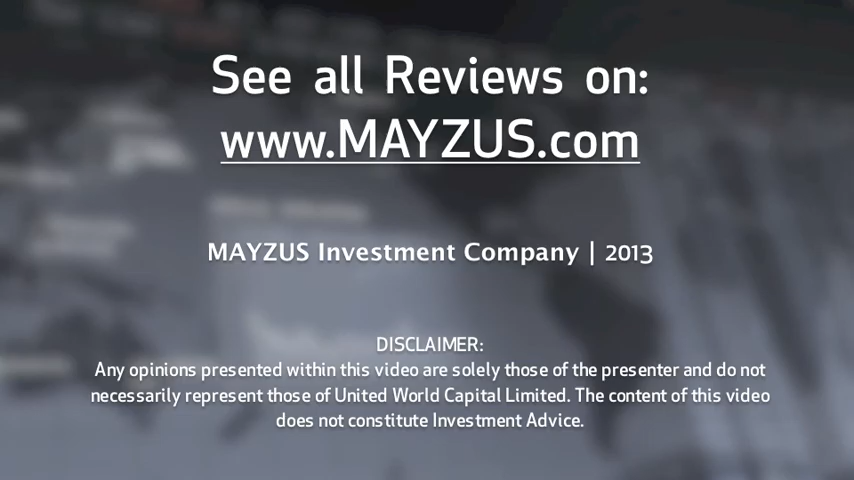 See all Reviews on:
www.MAYZUS.com
MAYZUS Investment Company | 2013
DISCLAIMER:
Any opinions presented within this video are solely those of the presenter and do not
necessarily represent those of United World Capital Limited. The content of this video
does not constitute Investment Advice.